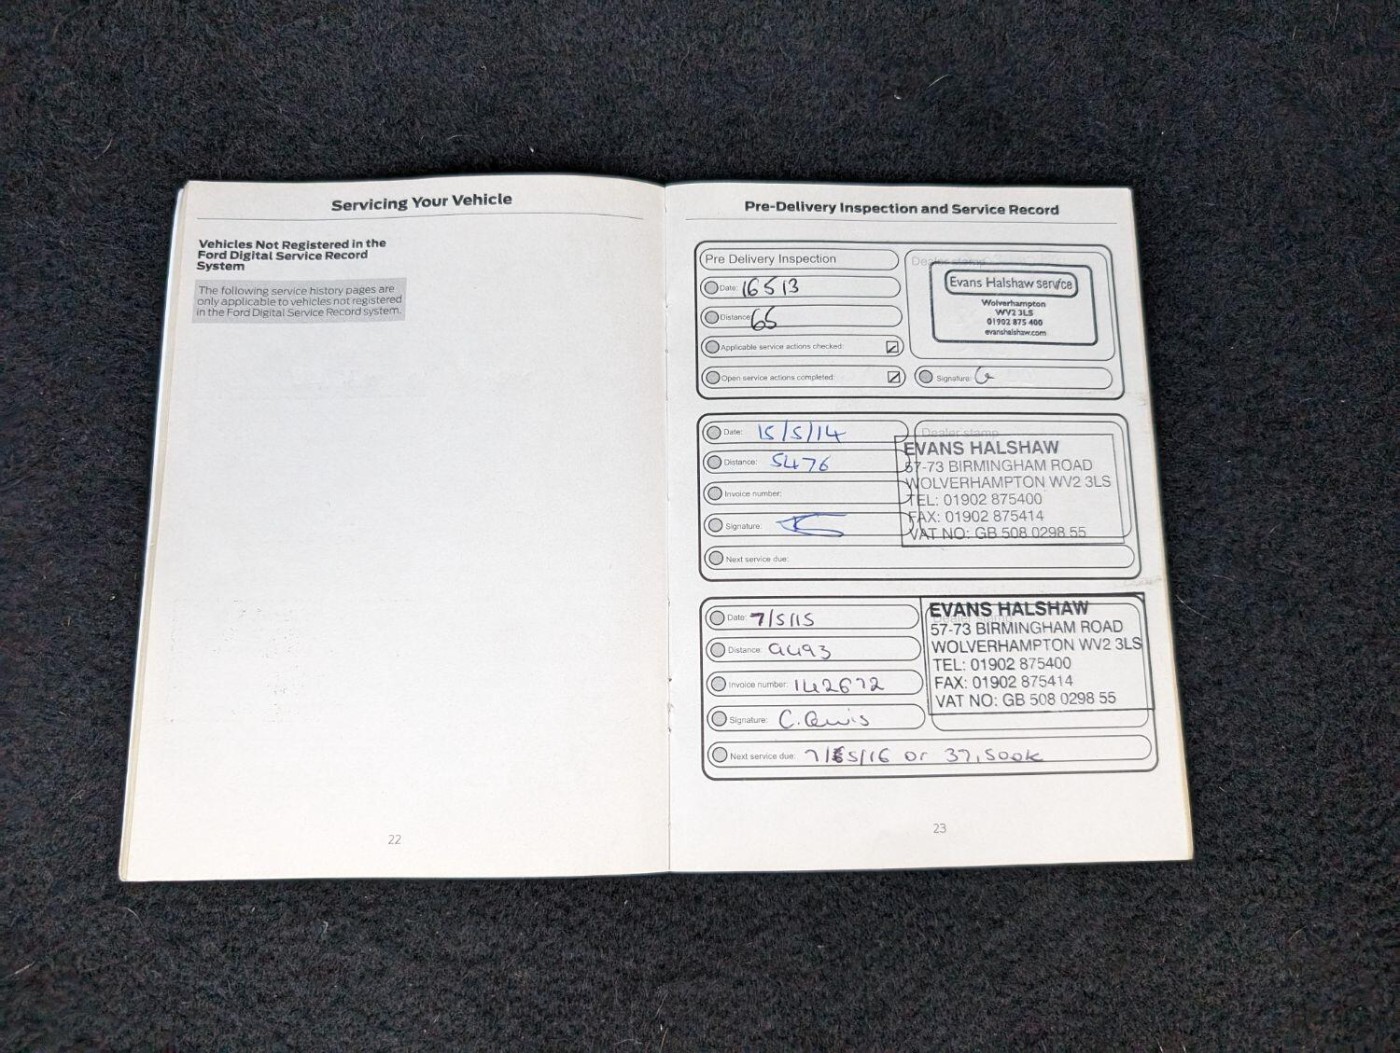 Servicing Your Vehicle
Vehicles Not Registered in the
Ford Digital Service Record
System
The following service history pages are
only applicable to vehicles not registered
in the Ford Digital Service Record system.
22
Pre-Delivery Inspection and Service Record
Pre Delivery Inspection
Date: 16 5 13
Distance: 65
Applicable service actions checked:
Open service actions completed:
Dealer stamp
Evans Halshaw service
Wolverhampton
WV2 3LS
01902 875 400
evanshalshaw.com
Signature:
Date: 15/5/14
Distance: 5476
Invoice number:
Signature:
Next service due:
Dealer stamp
EVANS HALSHAW
57-73 BIRMINGHAM ROAD
WOLVERHAMPTON WV2 3LS
TEL: 01902 875400
FAX: 01902 875414
VAT NO: GB 508 0298 55
Date: 7/5/15
Distance: 9493
Invoice number: 142672
Signature: C. Lewis
Next service due: 7/5/16 or 37,500k
EVANS HALSHAW
57-73 BIRMINGHAM ROAD
WOLVERHAMPTON WV2 3LS
TEL: 01902 875400
FAX: 01902 875414
VAT NO: GB 508 0298 55
23